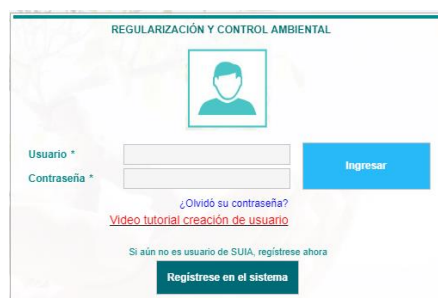 REGULARIZACIÓN Y CONTROL AMBIENTAL
Usuario *
Contraseña *
Ingresar
¿Olvidó su contraseña?
Video tutorial creación de usuario
Si aún no es usuario de SUIA, regístrese ahora
Regístrese en el sistema